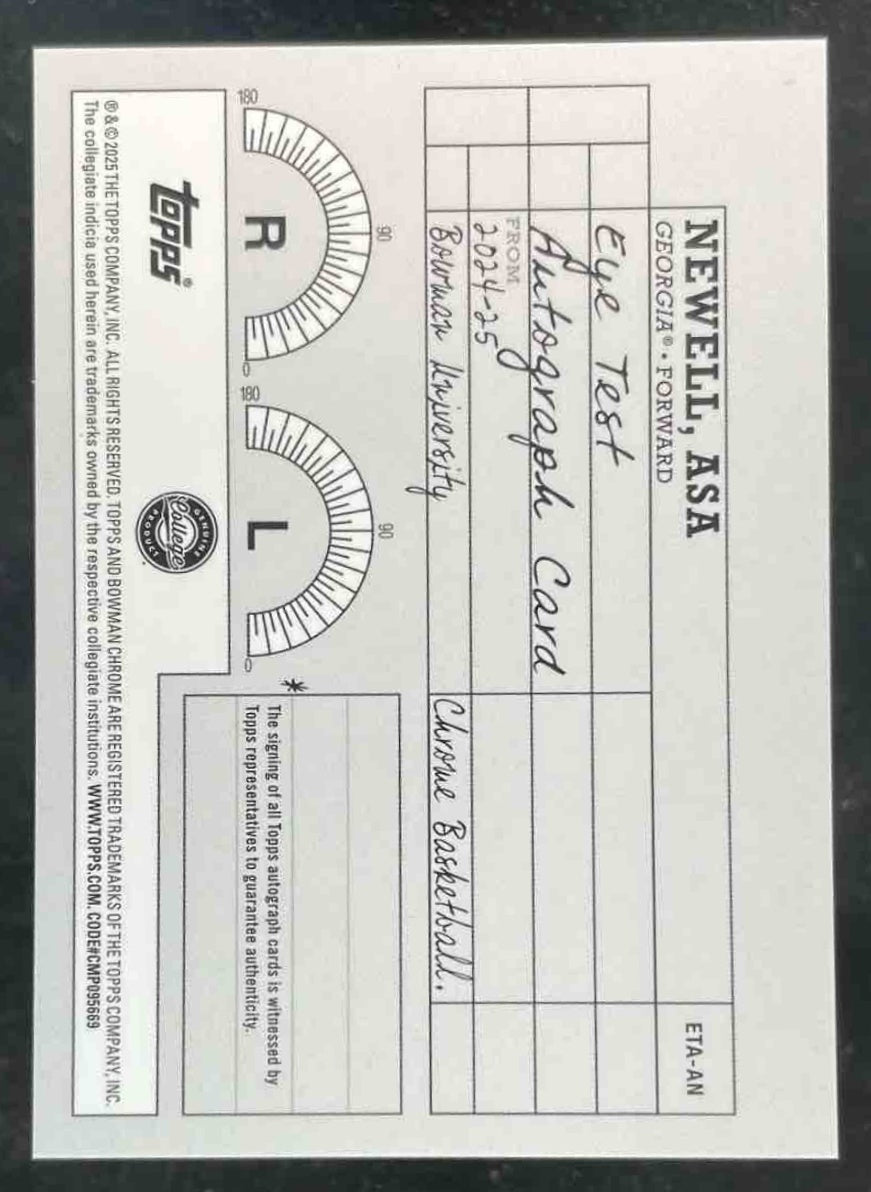 NEWELL, ASA
GEORGIA® • FORWARD
ETA-AN
Eye Test
Autograph Card
FROM
2024-25
Bowman University Chrome Basketball.
180
90
0
R
180
90
0
L
*
The signing of all Topps autograph cards is witnessed by
Topps representatives to guarantee authenticity.
topps®
GENUINE
College
PRODUCT
® & © 2025 THE TOPPS COMPANY, INC. ALL RIGHTS RESERVED. TOPPS AND BOWMAN CHROME ARE REGISTERED TRADEMARKS OF THE TOPPS COMPANY, INC.
The collegiate indicia used herein are trademarks owned by the respective collegiate institutions. WWW.TOPPS.COM. CODE#CMP095669